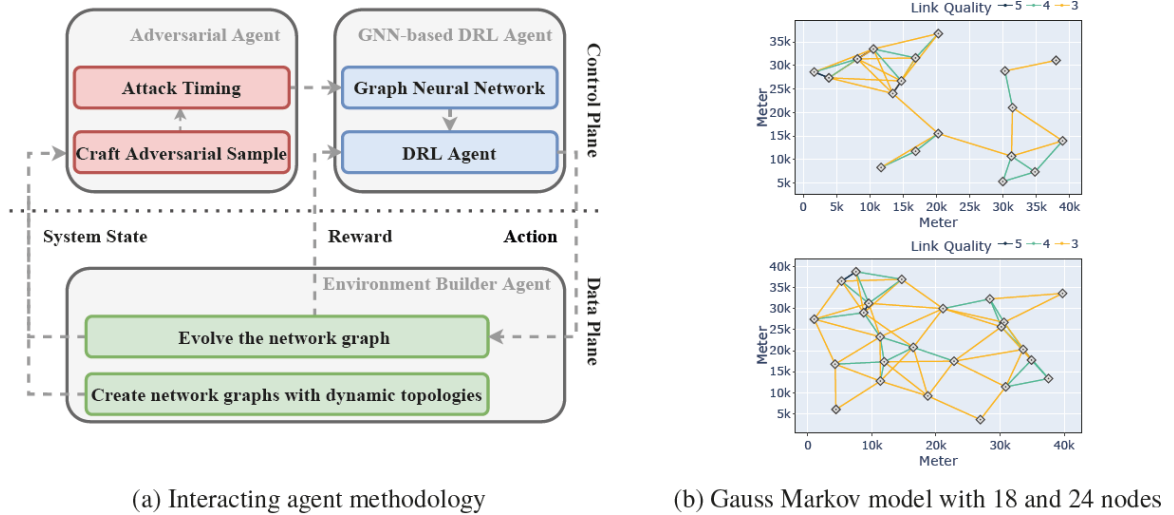 Adversarial Agent
Attack Timing
Craft Adversarial Sample
GNN-based DRL Agent
Graph Neural Network
DRL Agent
Control Plane
System State
Reward
Action
Data Plane
Environment Builder Agent
Evolve the network graph
Create network graphs with dynamic topologies
(a) Interacting agent methodology
Link Quality 5 4 3
35k
30k
25k
20k
15k
10k
5k
Meter
0 5k 10k 15k 20k 25k 30k 35k 40k
Meter
Link Quality 5 4 3
40k
35k
30k
25k
20k
15k
10k
5k
Meter
0 10k 20k 30k 40k
Meter
(b) Gauss Markov model with 18 and 24 nodes